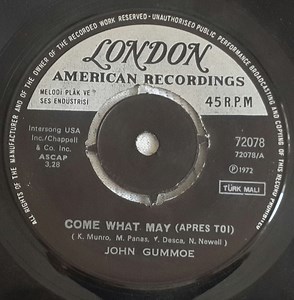 ALL RIGHTS OF THE MANUFACTURER AND OF THE OWNER OF THE RECORDED WORK RESERVED - UNAUTHORISED PUBLIC PERFORMANCE, BROADCASTING AND COPYING OF THIS RECORD PROHIBITED
LONDON
AMERICAN RECORDINGS
MELODİ PLÂK VE
SES ENDÜSTRİSİ
45 R.P.M
Intersong USA
Inc./Chappell
& Co. Inc.
ASCAP
3,28
72078
72078/A
Ⓟ 1972
TÜRK MALI
COME WHAT MAY (APRES TOI)
( K. Munro, M. Panas, Y. Desca, N. Newell )
JOHN GUMMOE